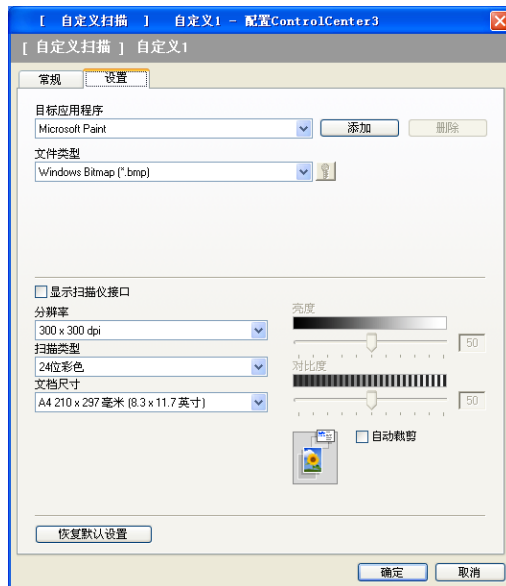 [ 自定义扫描 ] 自定义1 - 配置ControlCenter3
[ 自定义扫描 ] 自定义1
常规 设置
目标应用程序
Microsoft Paint 添加 删除
文件类型
Windows Bitmap (*.bmp)
显示扫描仪接口
分辨率 亮度
300 x 300 dpi 50
扫描类型
24位彩色 对比度
文档尺寸
A4 210 x 297 毫米 (8.3 x 11.7 英寸) 50
自动裁剪
恢复默认设置
确定 取消